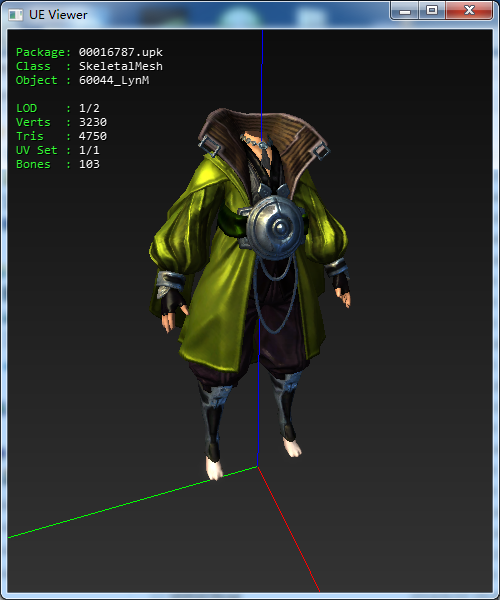 UE Viewer
Package: 00016787.upk
Class : SkeletalMesh
Object : 60044_LynM
LOD : 1/2
Verts : 3230
Tris : 4750
UV Set : 1/1
Bones : 103